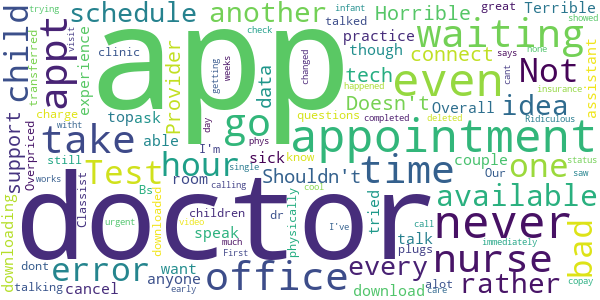 trying
infant
great
Terrible
schedule
another
Horrible
showed
talked
check
waiting
child
appt
app
transferred
visit
clinic
practice
none
says
experience
Provider
though
connect
Not
insurance'
assistant
data
tech
getting
weeks
changed
even
cant
Doesn't
Overall
idea
happened
charge
topask
go
questions
completed
deleted
Ridiculous
support
Overpriced
witht
able
take
I'm
day
phys
appointment
still
hour
sick
know
couple
Our
status
works
Test
room
single
Shouldn't
time
one
saw
Bs
calling
cool
available
Classist
children
dr
physically
tried
downloading
downloaded
doctor
speak
much
I've
talk
call
never
bad
urgent
First
video
plugs
immediately
dont
error
want
every
alot
nurse
talking
anyone
download
care
copay
cancel
early
office
rather